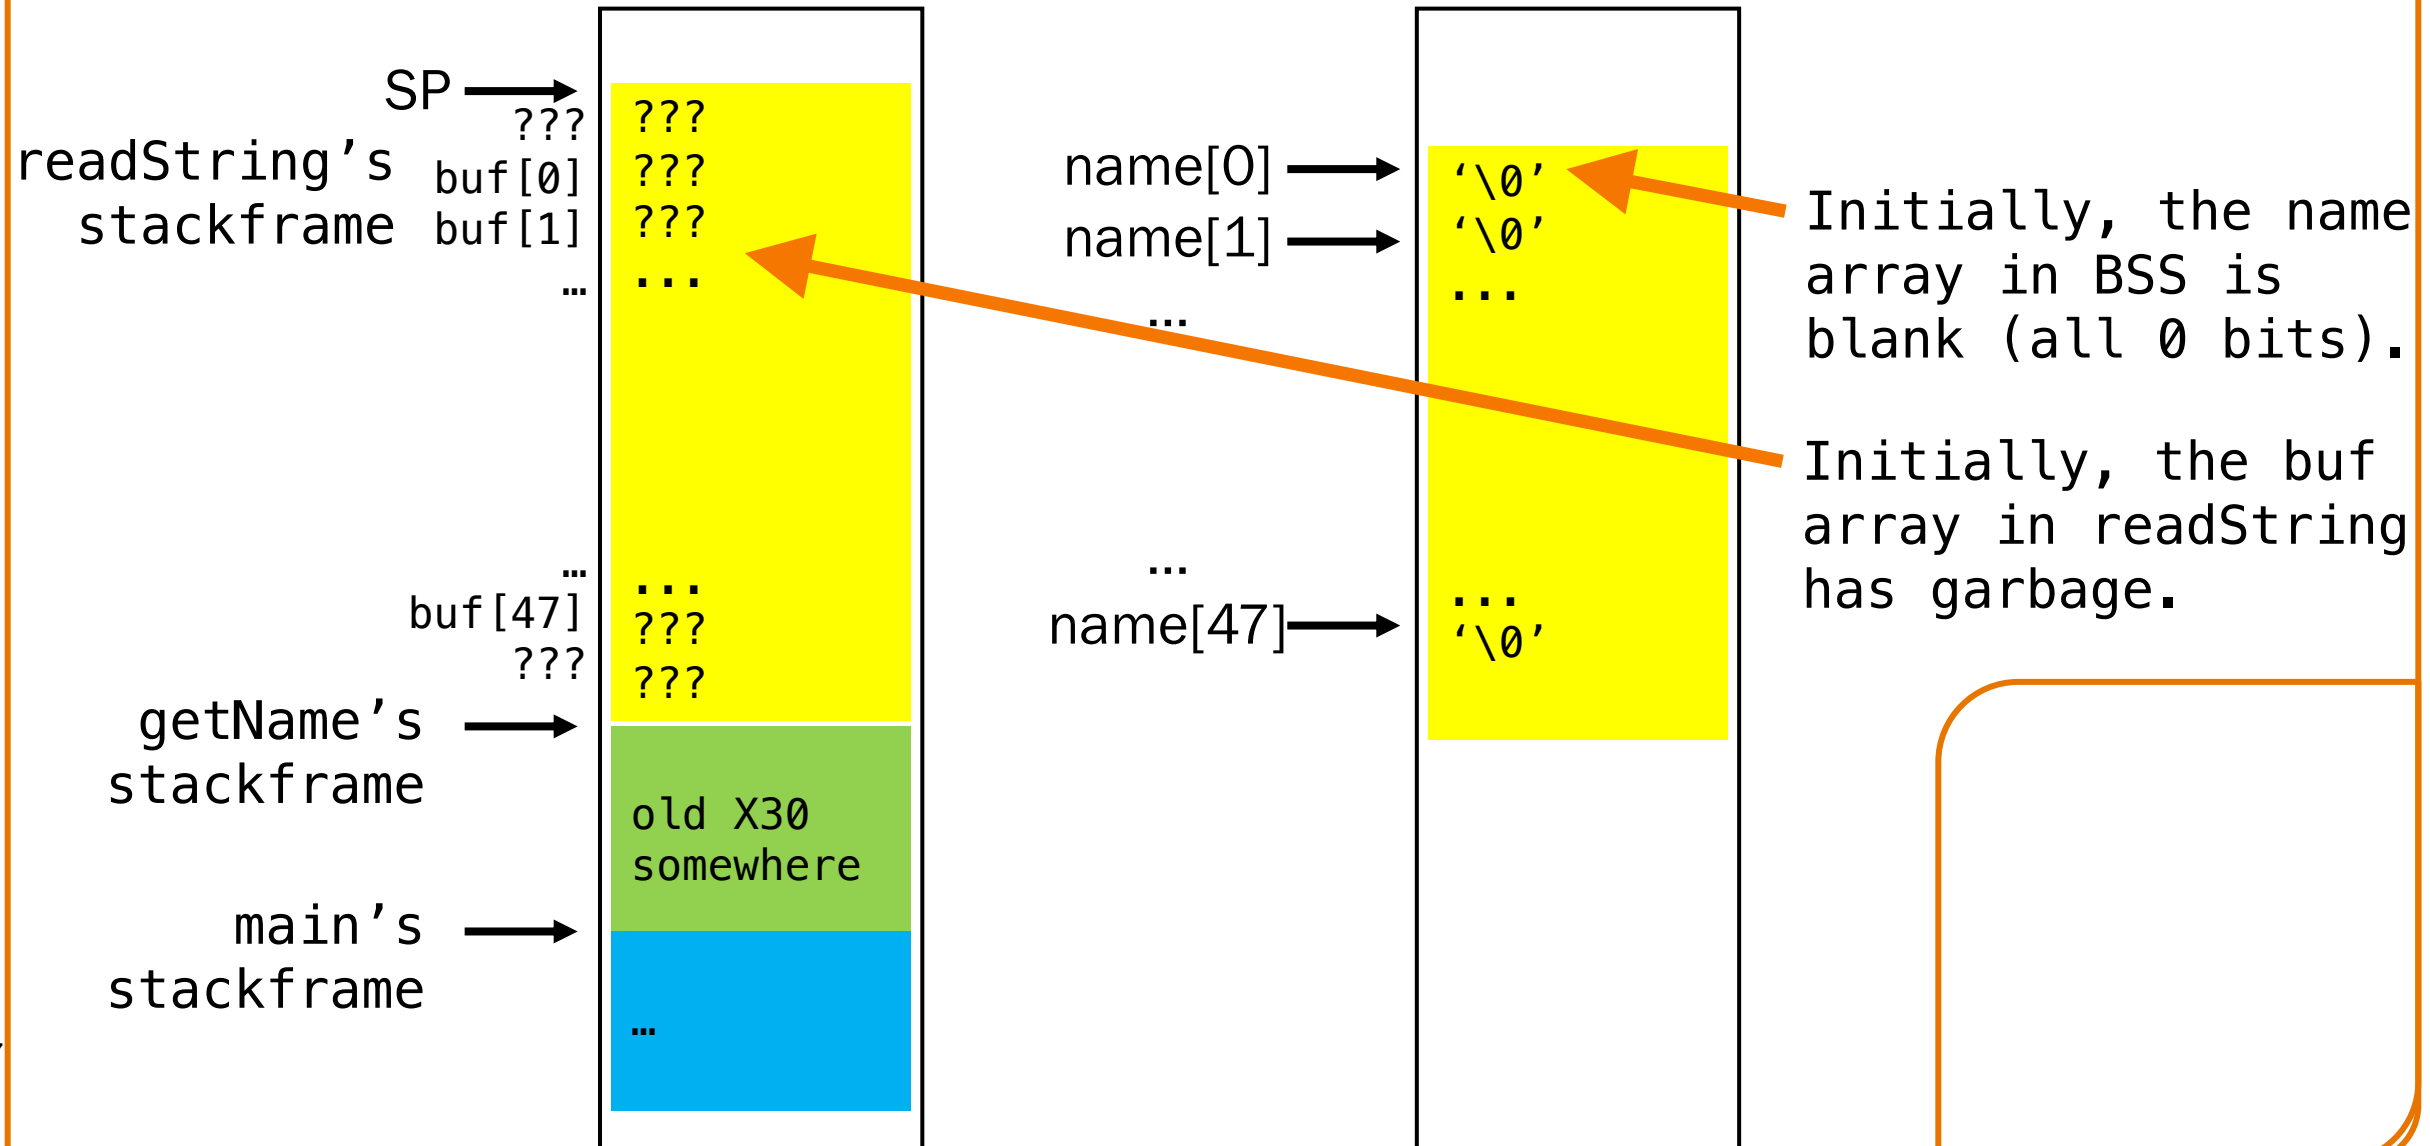 SP
???
readString’s
stackframe
buf[0]
buf[1]
…
…
buf[47]
???
getName’s
stackframe
main’s
stackframe
???
???
???
...
...
???
???
old X30
somewhere
…
name[0]
name[1]
...
...
name[47]
‘\0’
‘\0’
...
...
‘\0’
Initially, the name
array in BSS is
blank (all 0 bits).
Initially, the buf
array in readString
has garbage.